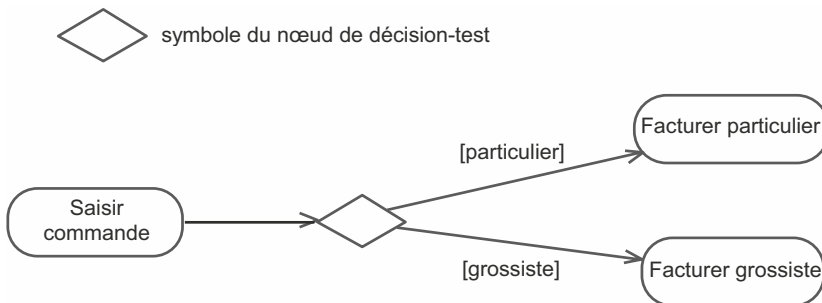 symbole du nœud de décision-test
Facturer particulier
[particulier]
Saisir
commande
[grossiste]
Facturer grossiste